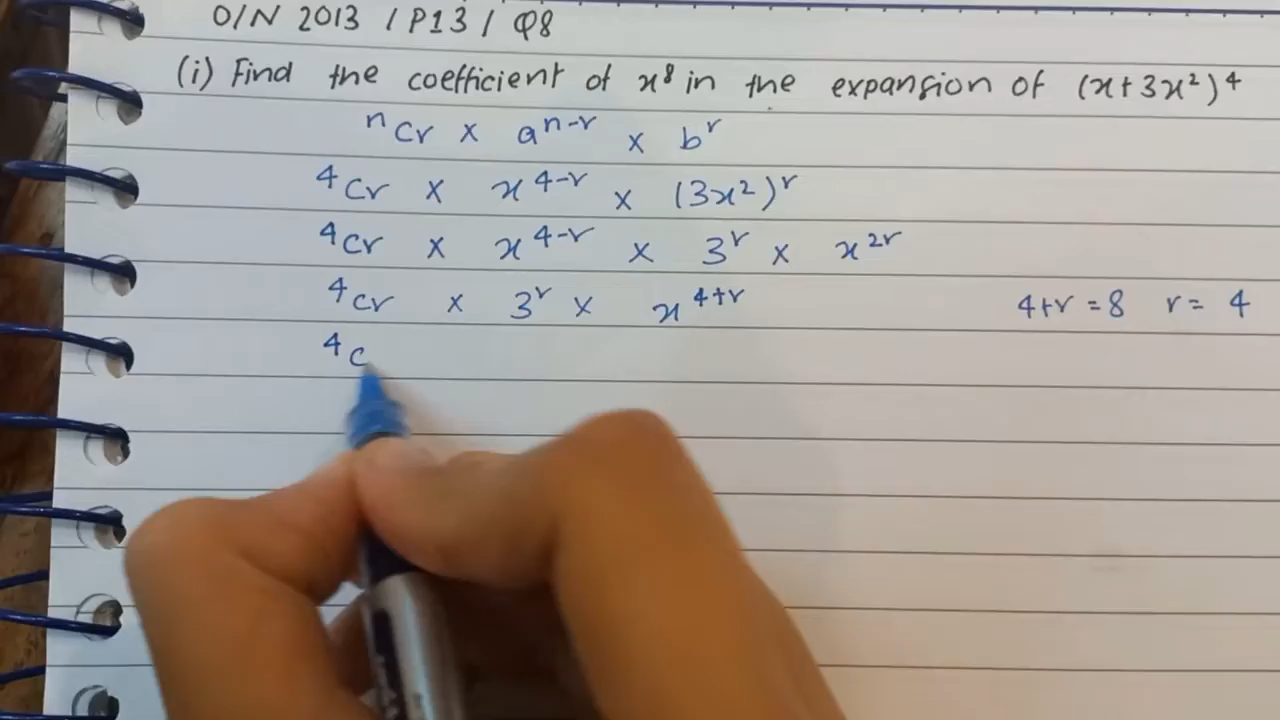 O/N 2013 / P13 / Q8
(i) Find the coefficient of x⁸ in the expansion of (x+3x²)⁴
ⁿCr × aⁿ⁻ʳ × bʳ
⁴Cr × x⁴⁻ʳ × (3x²)ʳ
⁴Cr × x⁴⁻ʳ × 3ʳ × x²ʳ
⁴Cr × 3ʳ × x⁴⁺ʳ 4+r = 8 r = 4
⁴C